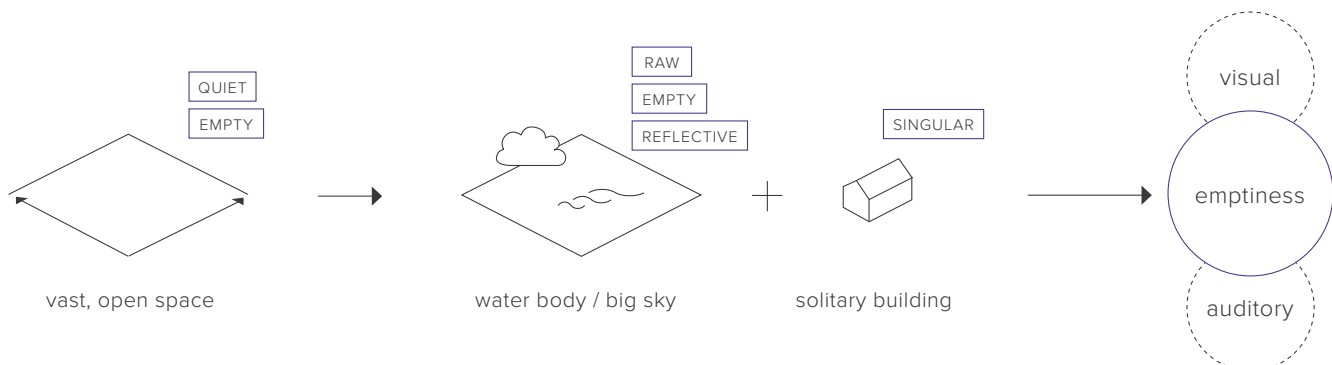 QUIET
EMPTY
vast, open space
RAW
EMPTY
REFLECTIVE
water body / big sky
SINGULAR
solitary building
visual
emptiness
auditory